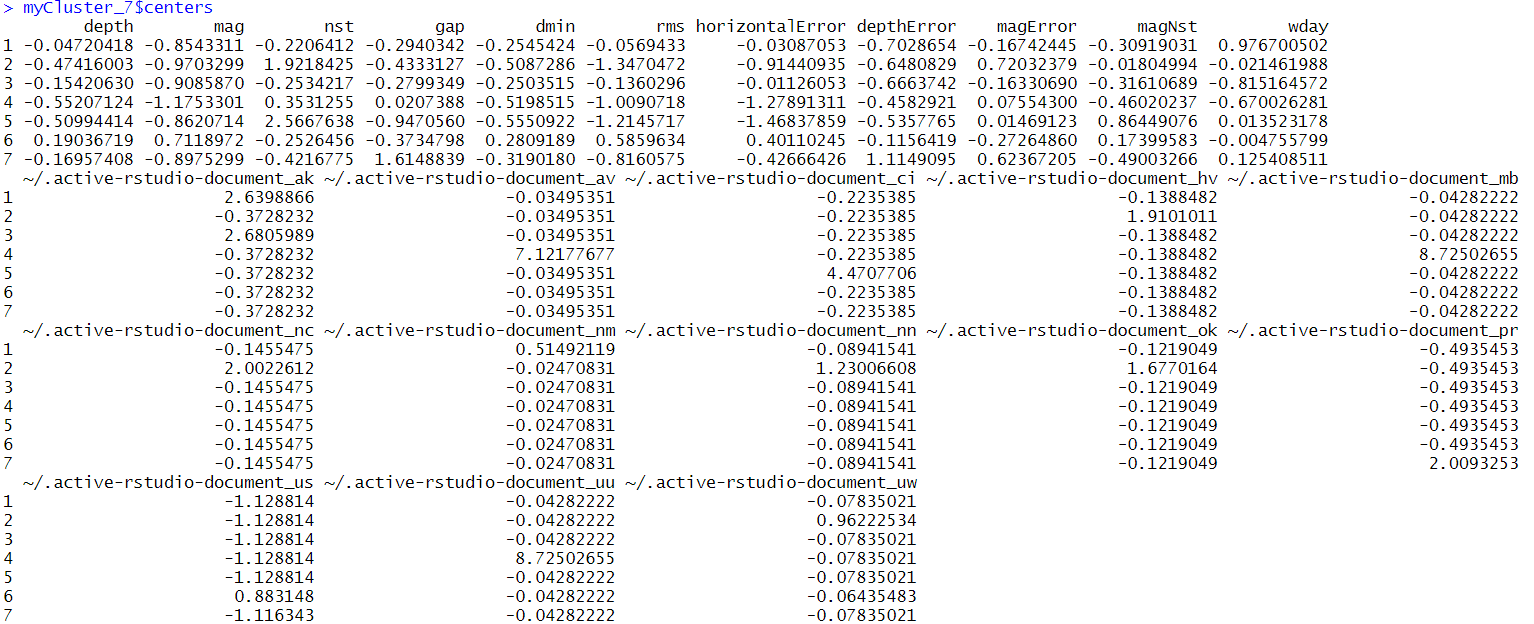 > myCluster_7$centers
depth mag nst gap dmin rms horizontalError depthError magError magNst wday
1 -0.04720418 -0.8543311 -0.2206412 -0.2940342 -0.2545424 -0.0569433 -0.03087053 -0.7028654 -0.16742445 -0.30919031 0.976700502
2 -0.47416003 -0.9703299 1.9218425 -0.4333127 -0.5087286 -1.3470472 -0.91440935 -0.6480829 0.72032379 -0.01804994 -0.021461988
3 -0.15420630 -0.9085870 -0.2534217 -0.2799349 -0.2503515 -0.1360296 -0.01126053 -0.6663742 -0.16330690 -0.31610689 -0.815164572
4 -0.55207124 -1.1753301 0.3531255 0.0207388 -0.5198515 -1.0090718 -1.27891311 -0.4582921 0.07554300 -0.46020237 -0.670026281
5 -0.50994414 -0.8620714 2.5667638 -0.9470560 -0.5550922 -1.2145717 -1.46837859 -0.5357765 0.01469123 0.86449076 0.013523178
6 0.19036719 0.7118972 -0.2526456 -0.3734798 0.2809189 0.5859634 0.40110245 -0.1156419 -0.27264860 0.17399583 -0.004755799
7 -0.16957408 -0.8975299 -0.4216775 1.6148839 -0.3190180 -0.8160575 -0.42666426 1.1149095 0.62367205 -0.49003266 0.125408511
~/.active-rstudio-document_ak ~/.active-rstudio-document_av ~/.active-rstudio-document_ci ~/.active-rstudio-document_hv ~/.active-rstudio-document_mb
1 2.6398866 -0.03495351 -0.2235385 -0.1388482 -0.04282222
2 -0.3728232 -0.03495351 -0.2235385 1.9101011 -0.04282222
3 2.6805989 -0.03495351 -0.2235385 -0.1388482 -0.04282222
4 -0.3728232 7.12177677 -0.2235385 -0.1388482 8.72502655
5 -0.3728232 -0.03495351 4.4707706 -0.1388482 -0.04282222
6 -0.3728232 -0.03495351 -0.2235385 -0.1388482 -0.04282222
7 -0.3728232 -0.03495351 -0.2235385 -0.1388482 -0.04282222
~/.active-rstudio-document_nc ~/.active-rstudio-document_nm ~/.active-rstudio-document_nn ~/.active-rstudio-document_ok ~/.active-rstudio-document_pr
1 -0.1455475 0.51492119 -0.08941541 -0.1219049 -0.4935453
2 2.0022612 -0.02470831 1.23006608 1.6770164 -0.4935453
3 -0.1455475 -0.02470831 -0.08941541 -0.1219049 -0.4935453
4 -0.1455475 -0.02470831 -0.08941541 -0.1219049 -0.4935453
5 -0.1455475 -0.02470831 -0.08941541 -0.1219049 -0.4935453
6 -0.1455475 -0.02470831 -0.08941541 -0.1219049 -0.4935453
7 -0.1455475 -0.02470831 -0.08941541 -0.1219049 2.0093253
~/.active-rstudio-document_us ~/.active-rstudio-document_uu ~/.active-rstudio-document_uw
1 -1.128814 -0.04282222 -0.07835021
2 -1.128814 -0.04282222 0.96222534
3 -1.128814 -0.04282222 -0.07835021
4 -1.128814 8.72502655 -0.07835021
5 -1.128814 -0.04282222 -0.07835021
6 0.883148 -0.04282222 -0.06435483
7 -1.116343 -0.04282222 -0.07835021